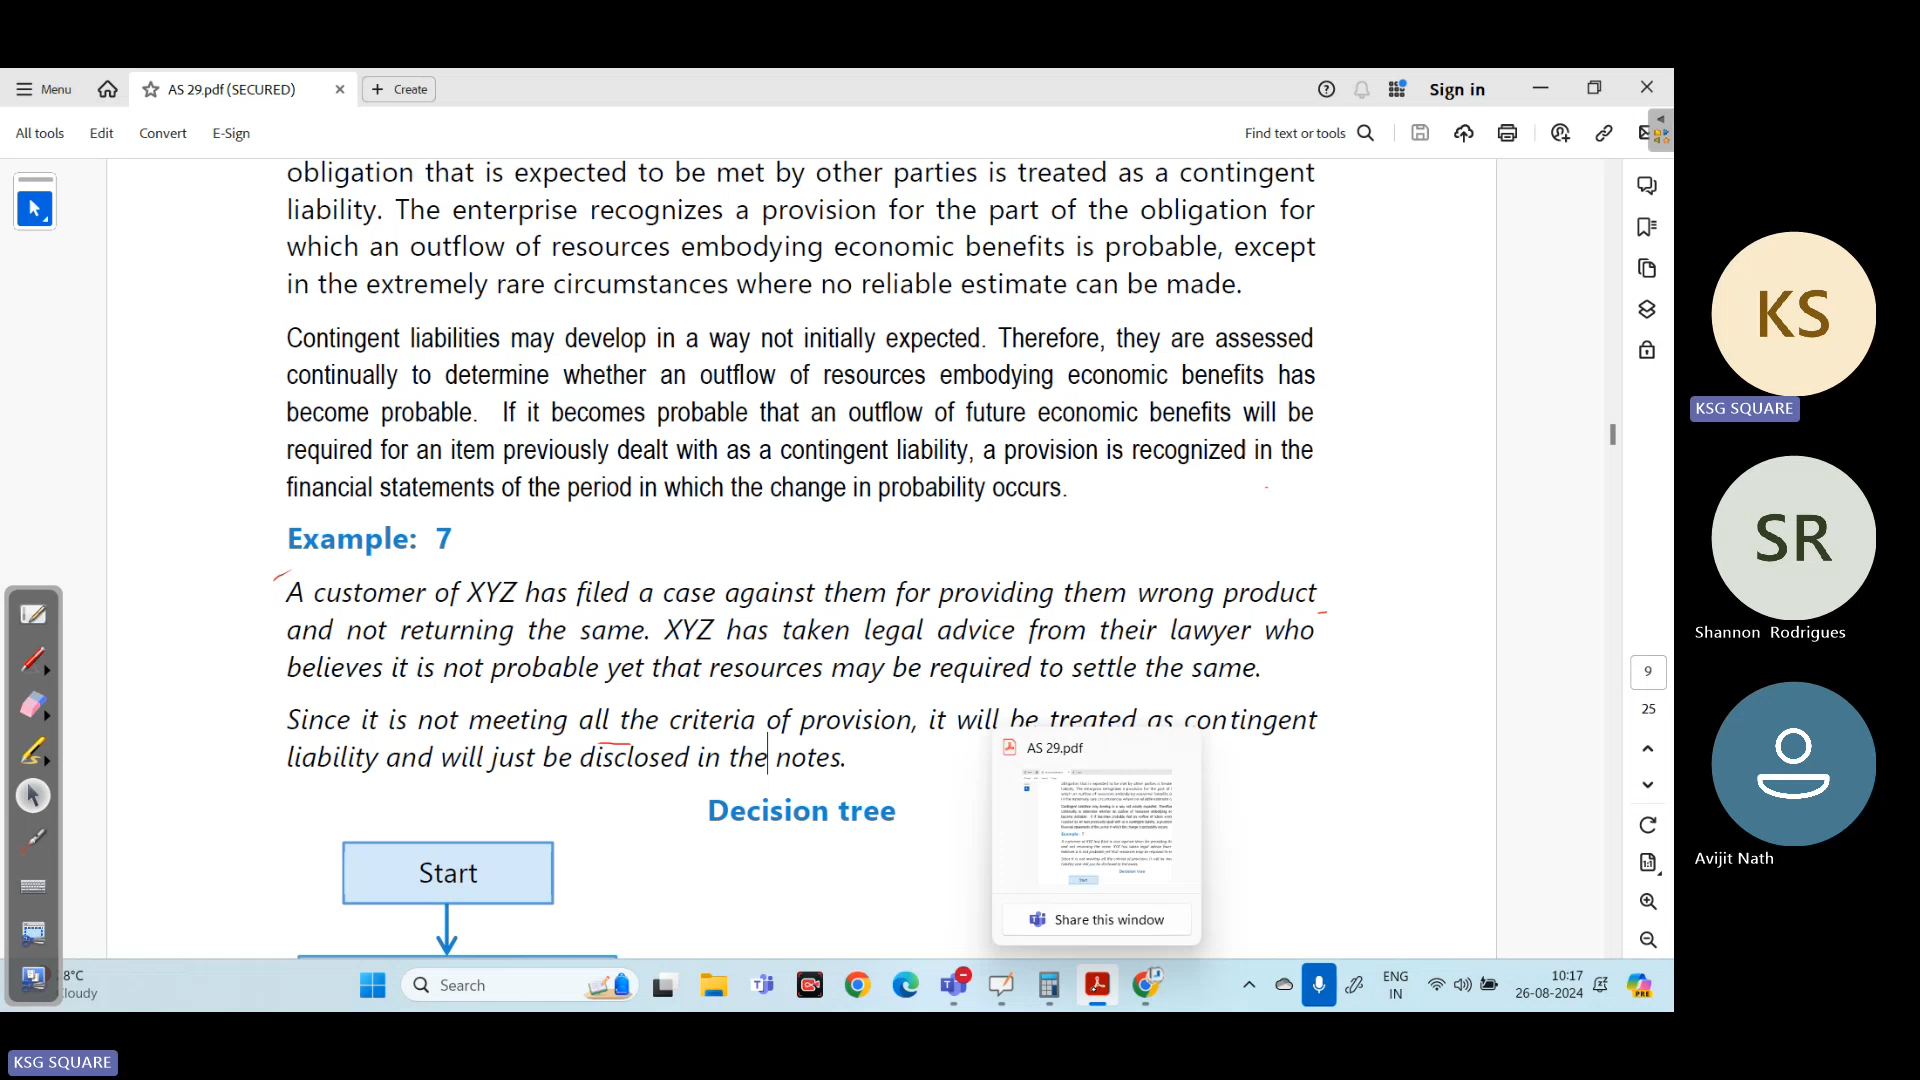 Menu
AS 29.pdf (SECURED)
Create
Sign in
All tools
Edit
Convert
E-Sign
Find text or tools
obligation that is expected to be met by other parties is treated as a contingent
liability. The enterprise recognizes a provision for the part of the obligation for
which an outflow of resources embodying economic benefits is probable, except
in the extremely rare circumstances where no reliable estimate can be made.
Contingent liabilities may develop in a way not initially expected. Therefore, they are assessed
continually to determine whether an outflow of resources embodying economic benefits has
become probable. If it becomes probable that an outflow of future economic benefits will be
required for an item previously dealt with as a contingent liability, a provision is recognized in the
financial statements of the period in which the change in probability occurs.
Example: 7
A customer of XYZ has filed a case against them for providing them wrong product
and not returning the same. XYZ has taken legal advice from their lawyer who
believes it is not probable yet that resources may be required to settle the same.
Since it is not meeting all the criteria of provision, it will be treated as contingent
liability and will just be disclosed in the notes.
Decision tree
Start
AS 29.pdf
Share this window
9
25
8°C
loudy
Search
ENG
IN
10:17
26-08-2024
PRE
KS
KSG SQUARE
SR
Shannon Rodrigues
Avijit Nath
KSG SQUARE